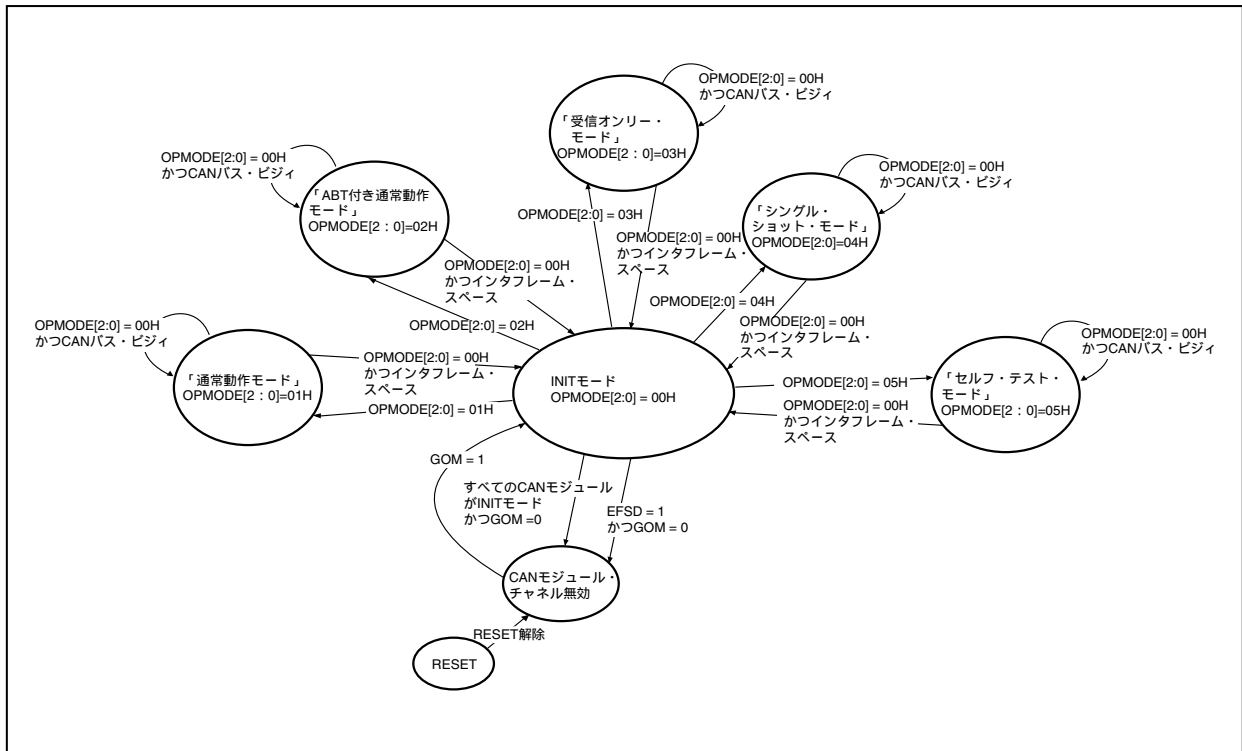 OPMODE[2:0] = 00H
かつCANバス・ビジィ
「受信オンリー・
モード」
OPMODE[2 : 0]=03H
OPMODE[2:0] = 00H
かつCANバス・ビジィ
「ABT付き通常動作
モード」
OPMODE[2 : 0]=02H
OPMODE[2:0] = 00H
かつCANバス・ビジィ
「シングル・
ショット・モード」
OPMODE[2:0]=04H
OPMODE[2:0] = 03H
OPMODE[2:0] = 00H
かつインタフレーム・
スペース
OPMODE[2:0] = 00H
かつインタフレーム・
スペース
OPMODE[2:0] = 04H
OPMODE[2:0] = 02H
OPMODE[2:0] = 00H
かつインタフレーム・
スペース
OPMODE[2:0] = 00H
かつCANバス・ビジィ
OPMODE[2:0] = 00H
かつCANバス・ビジィ
「通常動作モード」
OPMODE[2 : 0]=01H
OPMODE[2:0] = 00H
かつインタフレーム・
スペース
OPMODE[2:0] = 01H
INITモード
OPMODE[2:0] = 00H
OPMODE[2:0] = 05H
OPMODE[2:0] = 00H
かつインタフレーム・
スペース
「セルフ・テスト・
モード」
OPMODE[2 : 0]=05H
GOM = 1
すべてのCANモジュール
がINITモード
かつGOM =0
EFSD = 1
かつGOM = 0
CANモジュール・
チャネル無効
RESET解除
RESET